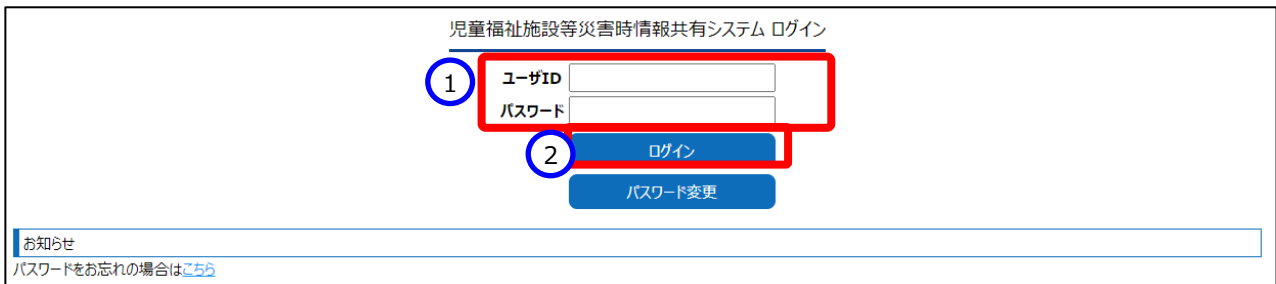 児童福祉施設等災害時情報共有システム ログイン
1
ユーザID
パスワード
2
ログイン
パスワード変更
お知らせ
パスワードをお忘れの場合はこちら